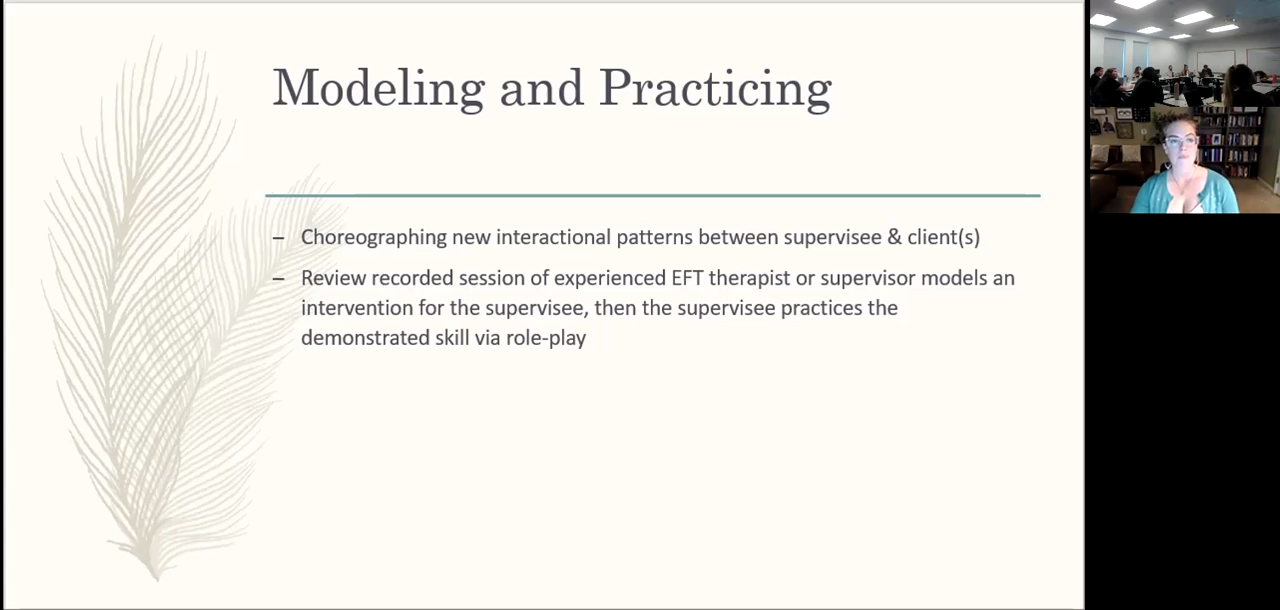 Modeling and Practicing
– Choreographing new interactional patterns between supervisee & client(s)
– Review recorded session of experienced EFT therapist or supervisor models an
intervention for the supervisee, then the supervisee practices the
demonstrated skill via role-play